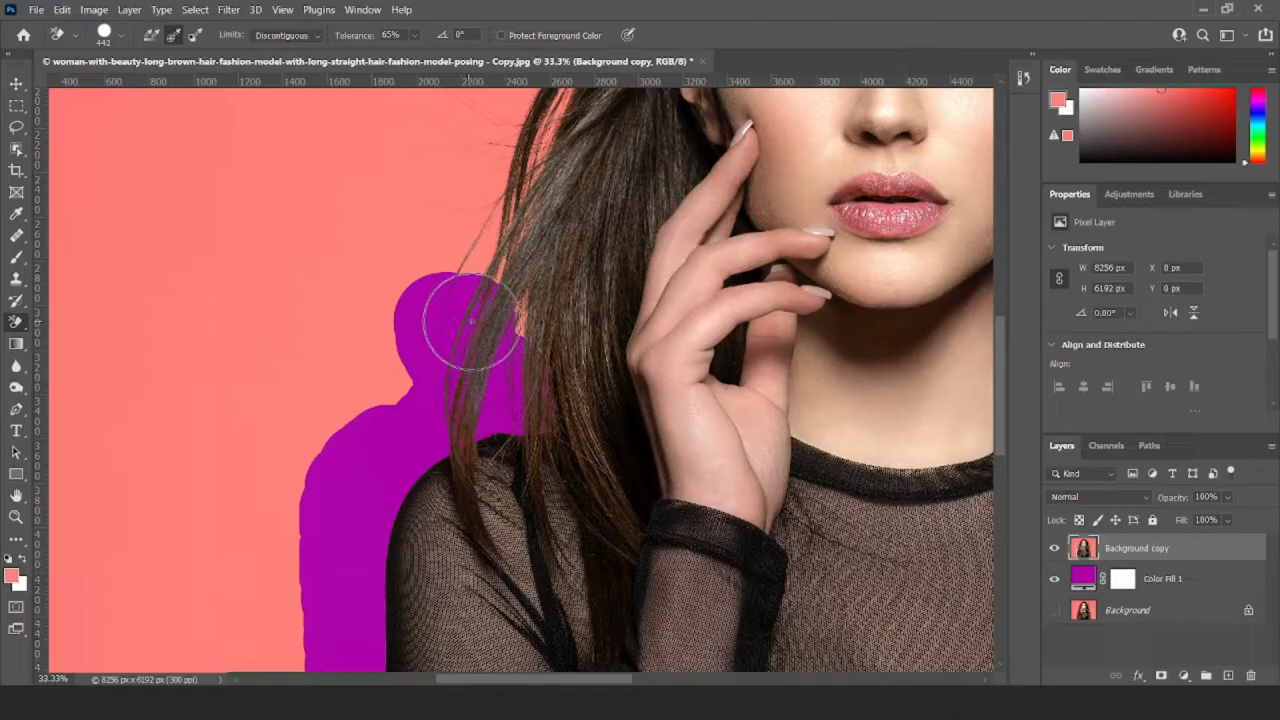 Ps File Edit Image Layer Type Select Filter 3D View Plugins Window Help
442 Limits: Discontiguous Tolerance: 65% 0° Protect Foreground Color
© woman-with-beauty-long-brown-hair-fashion-model-with-long-straight-hair-fashion-model-posing - Copy.jpg @ 33.3% (Background copy, RGB/8) *
400 600 800 1000 1200 1400 1600 1800 2000 2200 2400 2600 2800 3000 3200 3400 3600 3800 4000 4200 4400
Color Swatches Gradients Patterns
Properties Adjustments Libraries
Pixel Layer
Transform
W 8256 px X 0 px
H 6192 px Y 0 px
0.00°
Align and Distribute
Align:
...
Layers Channels Paths
Kind
Normal Opacity: 100%
Lock: Fill: 100%
Background copy
Color Fill 1
Background
fx
33.33% © 8256 px x 6192 px (300 ppi)